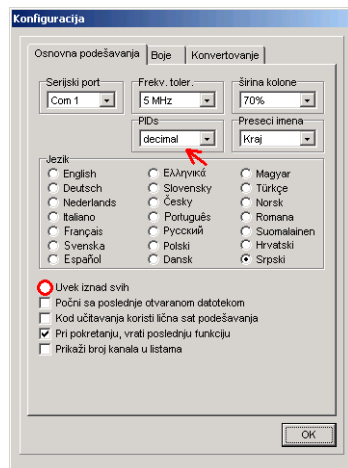 Konfiguracija
Osnovna podešavanja Boje Konvertovanje
Serijski port Frekv. toler. širina kolone
Com 1 5 MHz 70%
PIDs Preseci imena
decimal Kraj
Jezik
English Ελληνικά Magyar
Deutsch Slovensky Türkçe
Nederlands Česky Norsk
Italiano Português Romana
Français Русский Suomalainen
Svenska Polski Hrvatski
Español Dansk Srpski
Uvek iznad svih
Počni sa poslednje otvaranom datotekom
Kod učitavanja koristi lična sat podešavanja
Pri pokretanju, vrati poslednju funkciju
Prikaži broj kanala u listama
OK